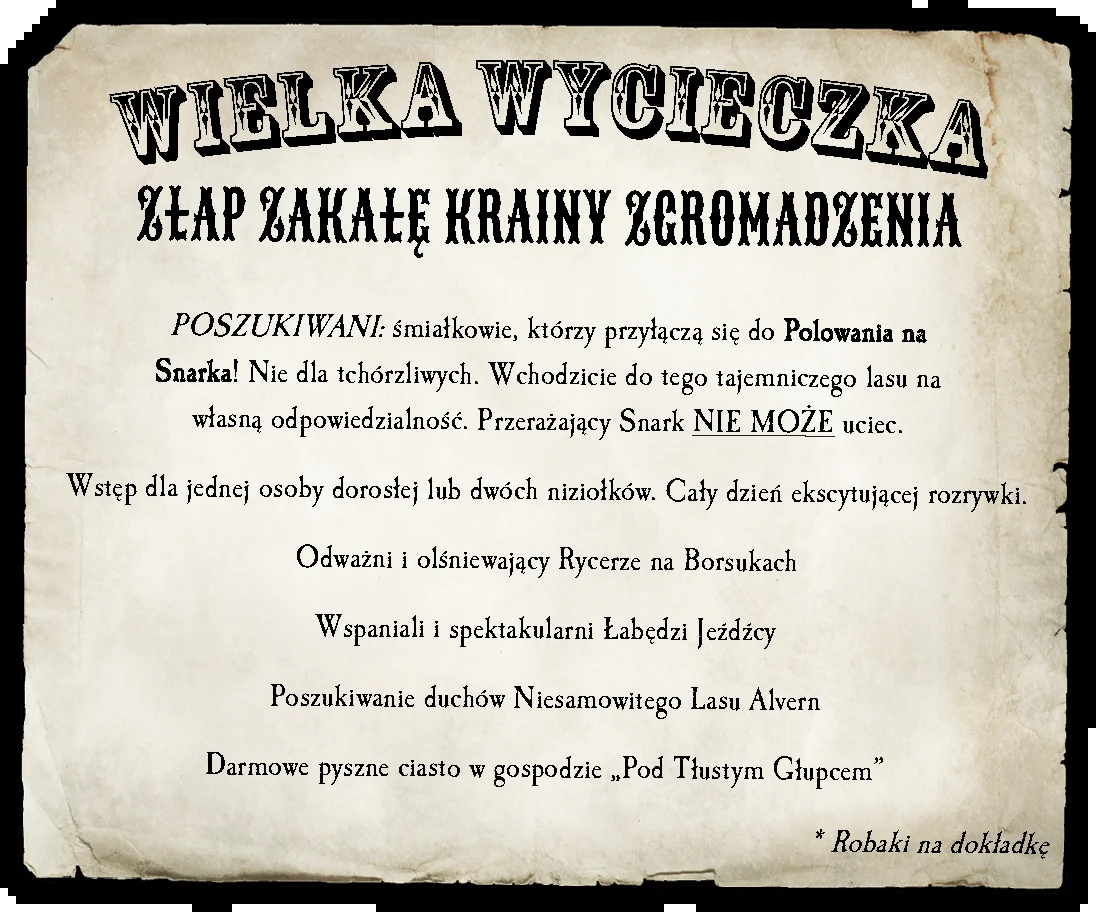 WIELKA WYCIECZKA
ZŁAP ZAKAŁĘ KRAINY ZGROMADZENIA
POSZUKIWANI: śmiałkowie, którzy przyłączą się do Polowania na
Snarka! Nie dla tchórzliwych. Wchodzicie do tego tajemniczego lasu na
własną odpowiedzialność. Przerażający Snark NIE MOŻE uciec.
Wstęp dla jednej osoby dorosłej lub dwóch niziołków. Cały dzień ekscytującej rozrywki.
Odważni i olśniewający Rycerze na Borsukach
Wspaniali i spektakularni Łabędzi Jeźdźcy
Poszukiwanie duchów Niesamowitego Lasu Alvern
Darmowe pyszne ciasto w gospodzie „Pod Tłustym Głupcem”
* Robaki na dokładkę